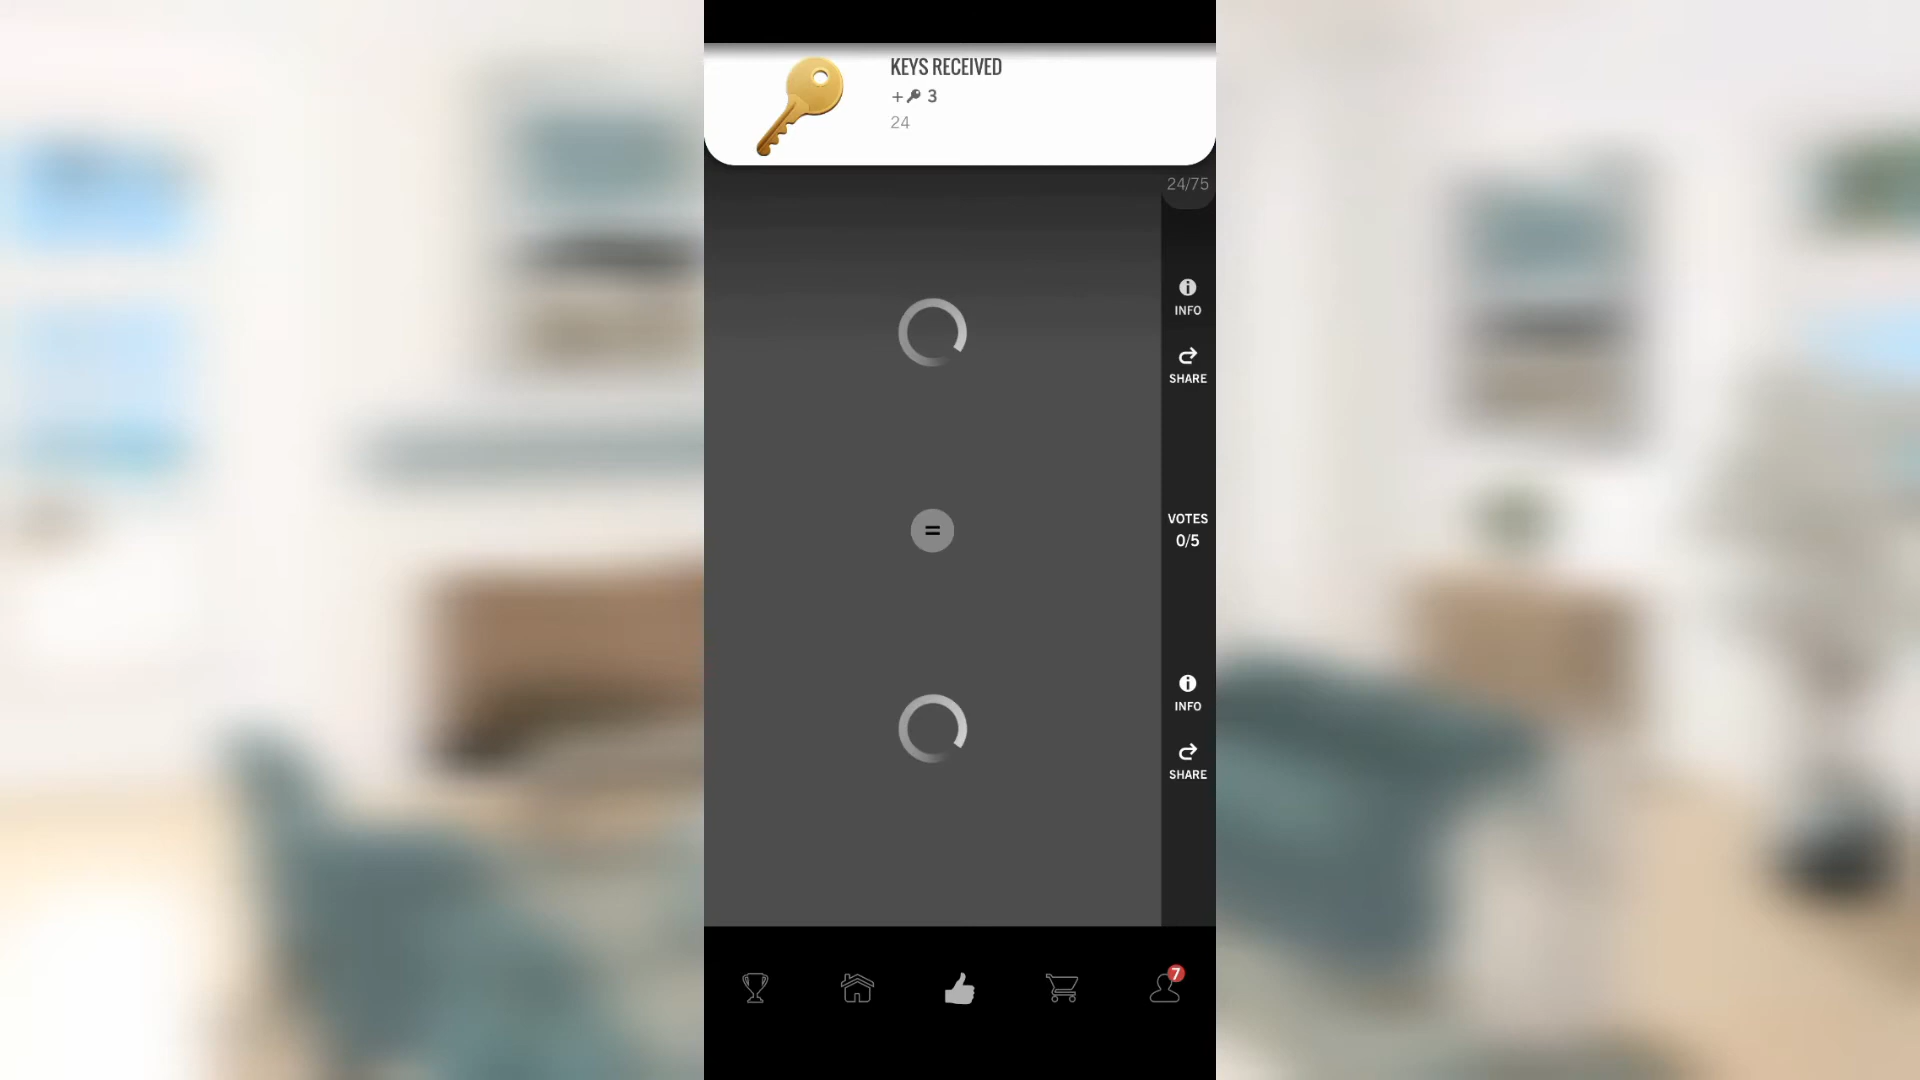 KEYS RECEIVED
+ 3
24
24/75
INFO
SHARE
=
VOTES
0/5
INFO
SHARE
7